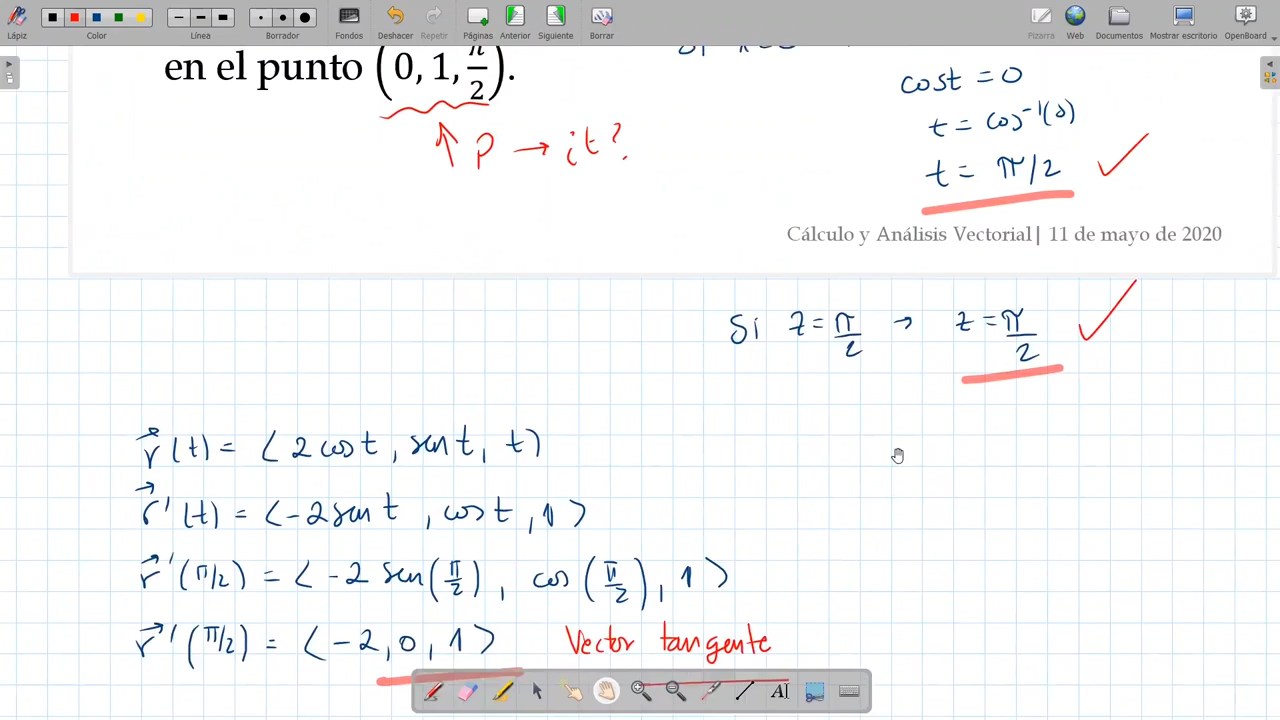 Lápiz Color Línea Borrador Fondos Deshacer Repetir Páginas Anterior Siguiente Borrar Pizarra Web Documentos Mostrar escritorio OpenBoard
en el punto (0, 1, π/2).
P → ¿t?
cost = 0
t = cos⁻¹(0)
t = π/2
Cálculo y Análisis Vectorial| 11 de mayo de 2020
Si z = π/2 → z = π/2
r⃗(t) = ⟨2cost, sent, t⟩
r⃗'(t) = ⟨-2sent, cost, 1⟩
r⃗'(π/2) = ⟨-2 sen(π/2), cos(π/2), 1⟩
r⃗'(π/2) = ⟨-2, 0, 1⟩ Vector tangente